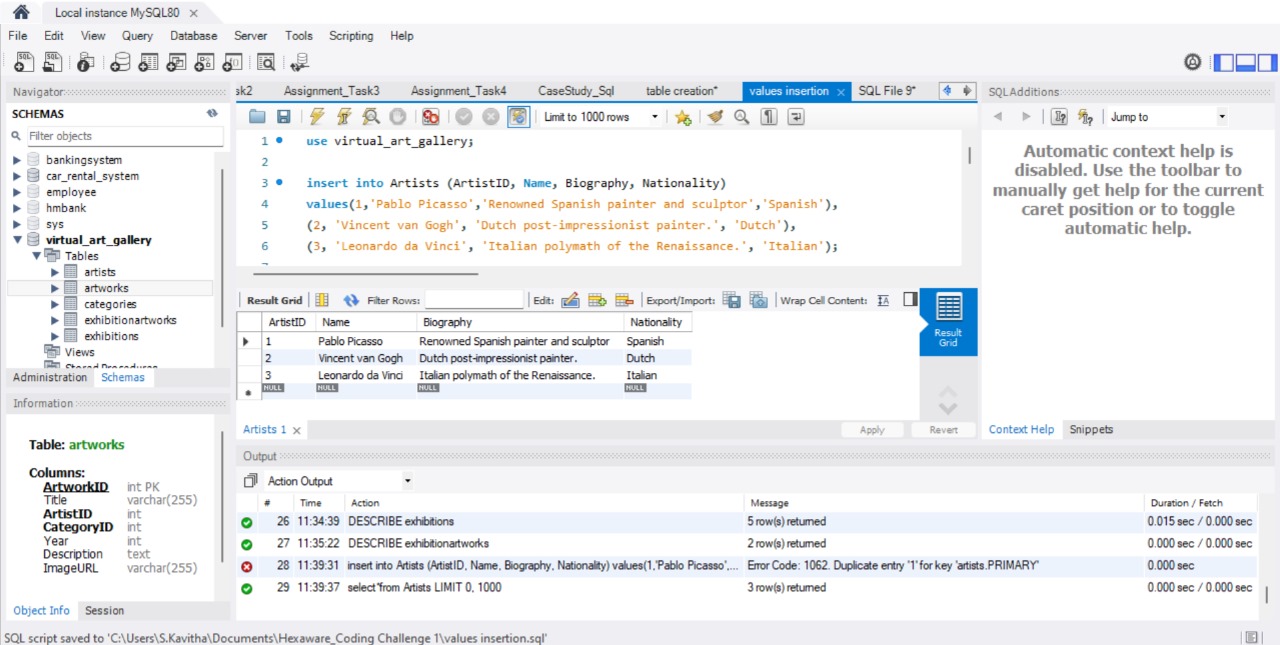 Local instance MySQL80 ×
File Edit View Query Database Server Tools Scripting Help
Navigator
SCHEMAS
Filter objects
bankingsystem
car_rental_system
employee
hmbank
sys
virtual_art_gallery
Tables
artists
artworks
categories
exhibitionartworks
exhibitions
Views
Stored Procedures
Administration Schemas
Information
Table: artworks
Columns:
ArtworkID int PK
Title varchar(255)
ArtistID int
CategoryID int
Year int
Description text
ImageURL varchar(255)
Object Info Session
sk2 Assignment_Task3 Assignment_Task4 CaseStudy_Sql table creation* values insertion × SQL File 9*
Limit to 1000 rows
1 use virtual_art_gallery;
2
3 insert into Artists (ArtistID, Name, Biography, Nationality)
4 values(1,'Pablo Picasso','Renowned Spanish painter and sculptor','Spanish'),
5 (2, 'Vincent van Gogh', 'Dutch post-impressionist painter.', 'Dutch'),
6 (3, 'Leonardo da Vinci', 'Italian polymath of the Renaissance.', 'Italian');
Result Grid Filter Rows: Edit: Export/Import: Wrap Cell Content: IA
ArtistID Name Biography Nationality
1 Pablo Picasso Renowned Spanish painter and sculptor Spanish
2 Vincent van Gogh Dutch post-impressionist painter. Dutch
3 Leonardo da Vinci Italian polymath of the Renaissance. Italian
NULL NULL NULL NULL
Result
Grid
Artists 1 × Apply Revert
SQLAdditions
Jump to
Automatic context help is
disabled. Use the toolbar to
manually get help for the current
caret position or to toggle
automatic help.
Context Help Snippets
Output
Action Output
# Time Action Message Duration / Fetch
26 11:34:39 DESCRIBE exhibitions 5 row(s) returned 0.015 sec / 0.000 sec
27 11:35:22 DESCRIBE exhibitionartworks 2 row(s) returned 0.000 sec / 0.000 sec
28 11:39:31 insert into Artists (ArtistID, Name, Biography, Nationality) values(1,'Pablo Picasso',... Error Code: 1062. Duplicate entry '1' for key 'artists.PRIMARY' 0.000 sec
29 11:39:37 select*from Artists LIMIT 0, 1000 3 row(s) returned 0.000 sec / 0.000 sec
SQL script saved to 'C:\Users\S.Kavitha\Documents\Hexaware_Coding Challenge 1\values insertion.sql'